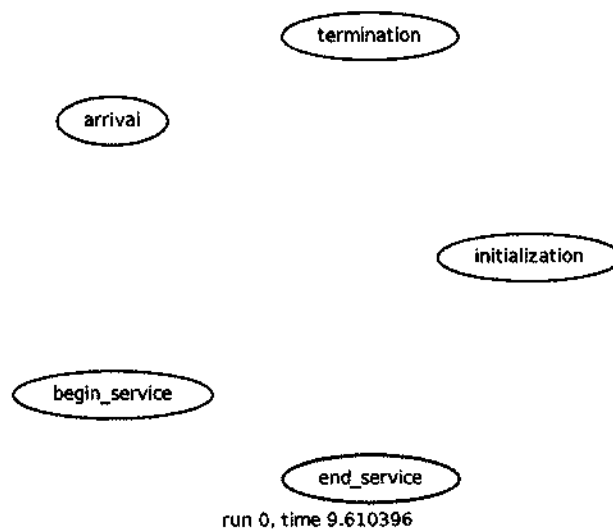 termination
arrival
initialization
begin_service
end_service
run 0, time 9.610396